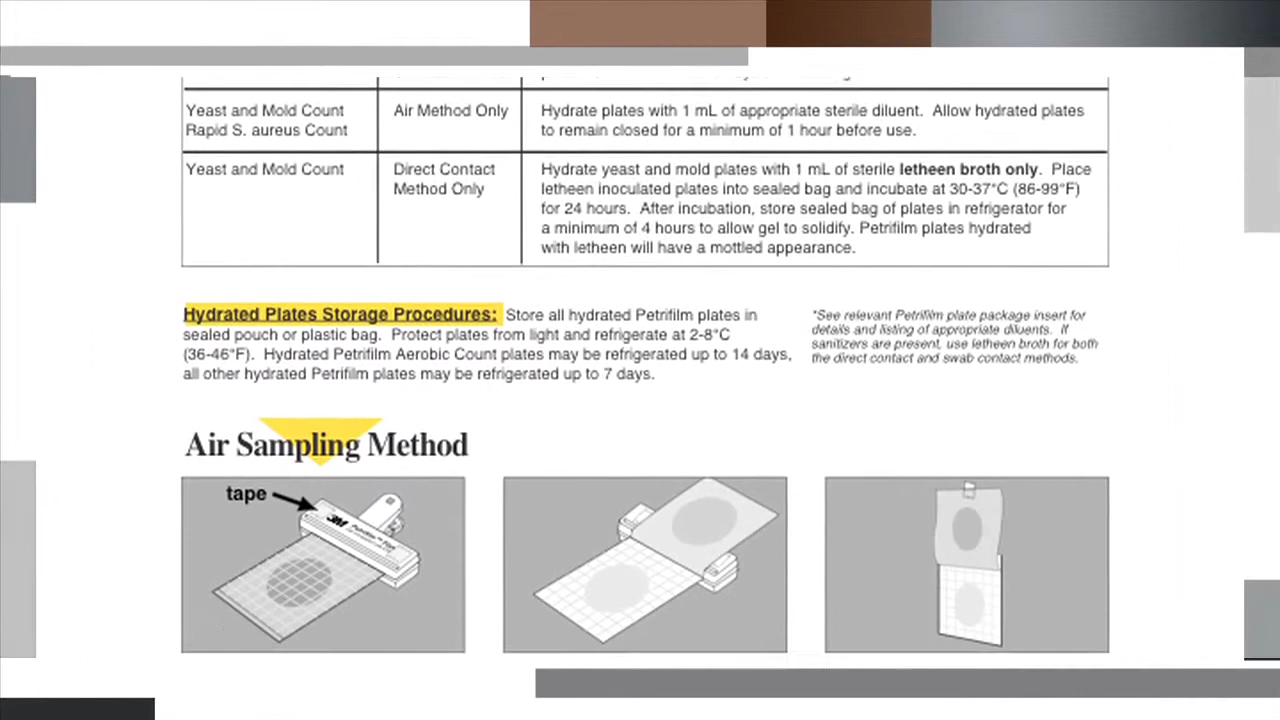 Yeast and Mold Count
Rapid S. aureus Count
Air Method Only
Hydrate plates with 1 mL of appropriate sterile diluent. Allow hydrated plates
to remain closed for a minimum of 1 hour before use.
Yeast and Mold Count
Direct Contact
Method Only
Hydrate yeast and mold plates with 1 mL of sterile letheen broth only. Place
letheen inoculated plates into sealed bag and incubate at 30-37°C (86-99°F)
for 24 hours. After incubation, store sealed bag of plates in refrigerator for
a minimum of 4 hours to allow gel to solidify. Petrifilm plates hydrated
with letheen will have a mottled appearance.
Hydrated Plates Storage Procedures: Store all hydrated Petrifilm plates in
sealed pouch or plastic bag. Protect plates from light and refrigerate at 2-8°C
(36-46°F). Hydrated Petrifilm Aerobic Count plates may be refrigerated up to 14 days,
all other hydrated Petrifilm plates may be refrigerated up to 7 days.
*See relevant Petrifilm plate package insert for
details and listing of appropriate diluents. If
sanitizers are present, use letheen broth for both
the direct contact and swab contact methods.
Air Sampling Method
tape
3M
Petrifilm™